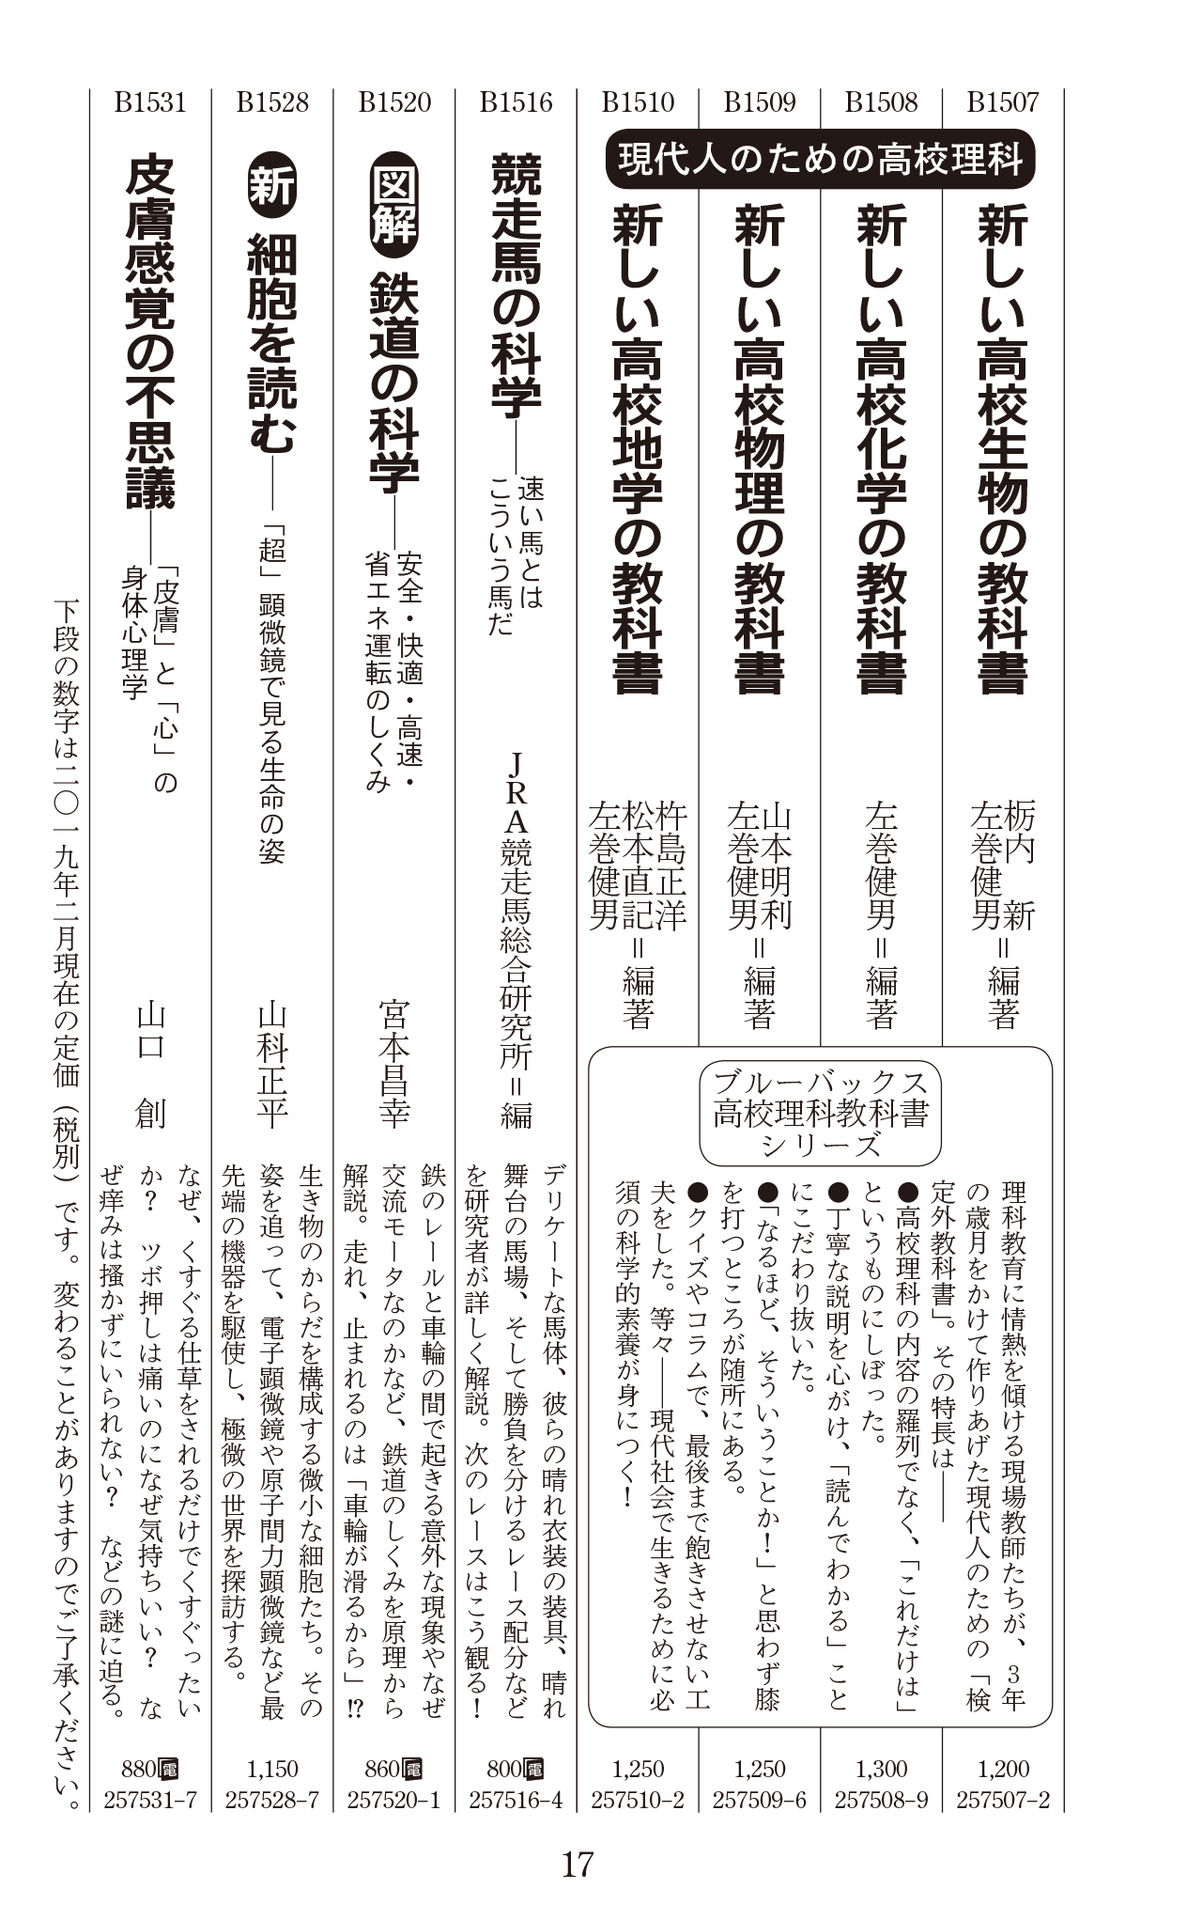 B1507
現代人のための高校理科
新しい高校生物の教科書
栃内　新
左巻健男
＝編著
1,200
257507-2
B1508
新しい高校化学の教科書
左巻健男＝編著
1,300
257508-9
B1509
新しい高校物理の教科書
山本明利
左巻健男
＝編著
1,250
257509-6
B1510
新しい高校地学の教科書
杵島正洋
松本直記
左巻健男
＝編著
1,250
257510-2
ブルーバックス
高校理科教科書
シリーズ
理科教育に情熱を傾ける現場教師たちが、3年
の歳月をかけて作りあげた現代人のための「検
定外教科書」。その特長は――
●高校理科の内容の羅列でなく、「これだけは」
というものにしぼった。
●丁寧な説明を心がけ、「読んでわかる」こと
にこだわり抜いた。
●「なるほど、そういうことか！」と思わず膝
を打つところが随所にある。
●クイズやコラムで、最後まで飽きさせない工
夫をした。等々――現代社会で生きるために必
須の科学的素養が身につく！
B1516
競走馬の科学――
速い馬とは
こういう馬だ
JRA競走馬総合研究所＝編
デリケートな馬体、彼らの晴れ衣装の装具、晴れ
舞台の馬場、そして勝負を分けるレース配分など
を研究者が詳しく解説。次のレースはこう観る！
800電
257516-4
B1520
図解 鉄道の科学――
安全・快適・高速・
省エネ運転のしくみ
宮本昌幸
鉄のレールと車輪の間で起きる意外な現象やなぜ
交流モータなのかなど、鉄道のしくみを原理から
解説。走れ、止まれるのは「車輪が滑るから」!?
860電
257520-1
B1528
新 細胞を読む――「超」顕微鏡で見る生命の姿
山科正平
生き物のからだを構成する微小な細胞たち。その
姿を追って、電子顕微鏡や原子間力顕微鏡など最
先端の機器を駆使し、極微の世界を探訪する。
1,150
257528-7
B1531
皮膚感覚の不思議――
「皮膚」と「心」の
身体心理学
山口　創
なぜ、くすぐる仕草をされるだけでくすぐったい
か？　ツボ押しは痛いのになぜ気持ちいい？　な
ぜ痒みは掻かずにいられない？　などの謎に迫る。
880電
257531-7
下段の数字は二〇一九年二月現在の定価（税別）です。変わることがありますのでご了承ください。
17